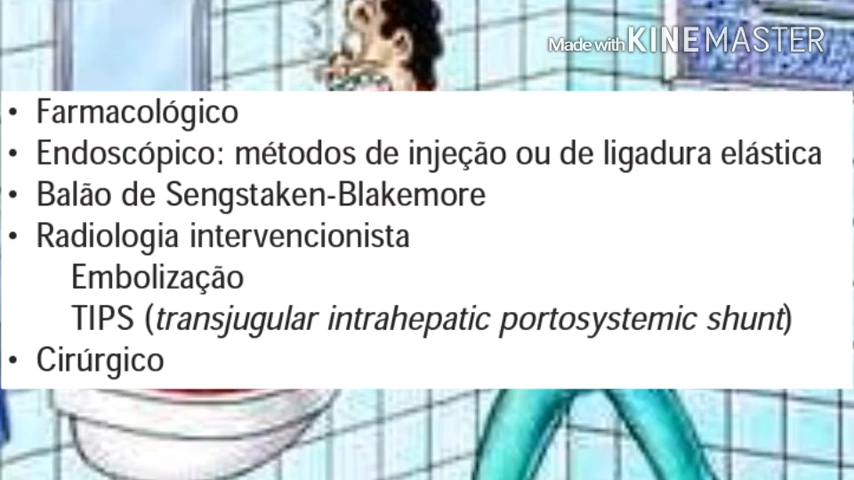 Made with KINEMASTER
• Farmacológico
• Endoscópico: métodos de injeção ou de ligadura elástica
• Balão de Sengstaken-Blakemore
• Radiologia intervencionista
Embolização
TIPS (transjugular intrahepatic portosystemic shunt)
• Cirúrgico